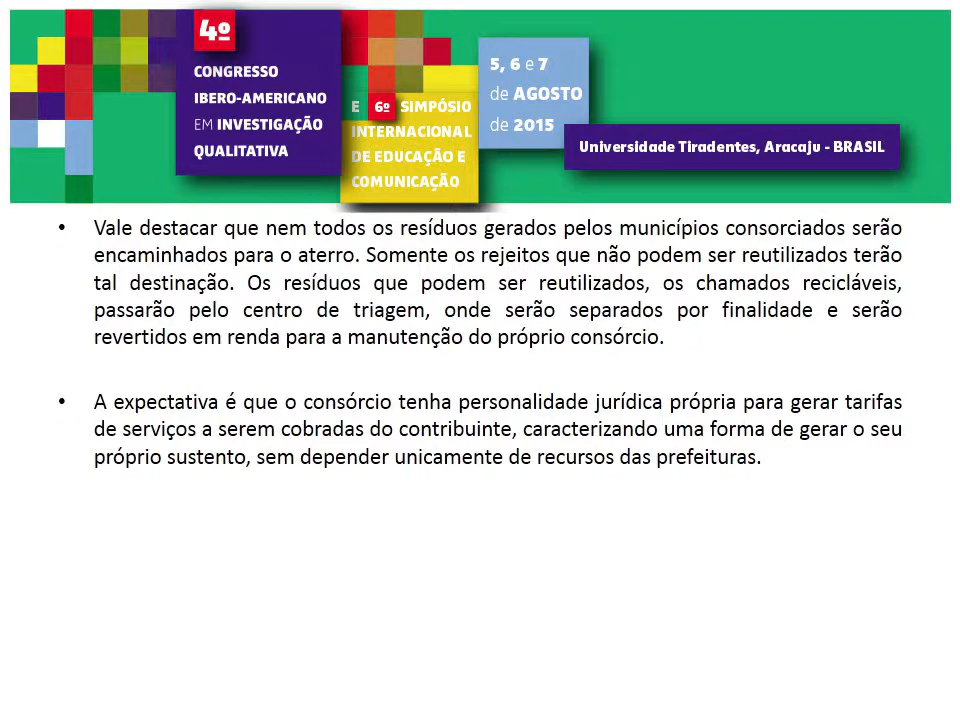 4º
CONGRESSO
IBERO-AMERICANO
EM INVESTIGAÇÃO
QUALITATIVA
E 6º SIMPÓSIO
INTERNACIONAL
DE EDUCAÇÃO E
COMUNICAÇÃO
5, 6 e 7
de AGOSTO
de 2015
Universidade Tiradentes, Aracaju - BRASIL
• Vale destacar que nem todos os resíduos gerados pelos municípios consorciados serão
encaminhados para o aterro. Somente os rejeitos que não podem ser reutilizados terão
tal destinação. Os resíduos que podem ser reutilizados, os chamados recicláveis,
passarão pelo centro de triagem, onde serão separados por finalidade e serão
revertidos em renda para a manutenção do próprio consórcio.
• A expectativa é que o consórcio tenha personalidade jurídica própria para gerar tarifas
de serviços a serem cobradas do contribuinte, caracterizando uma forma de gerar o seu
próprio sustento, sem depender unicamente de recursos das prefeituras.